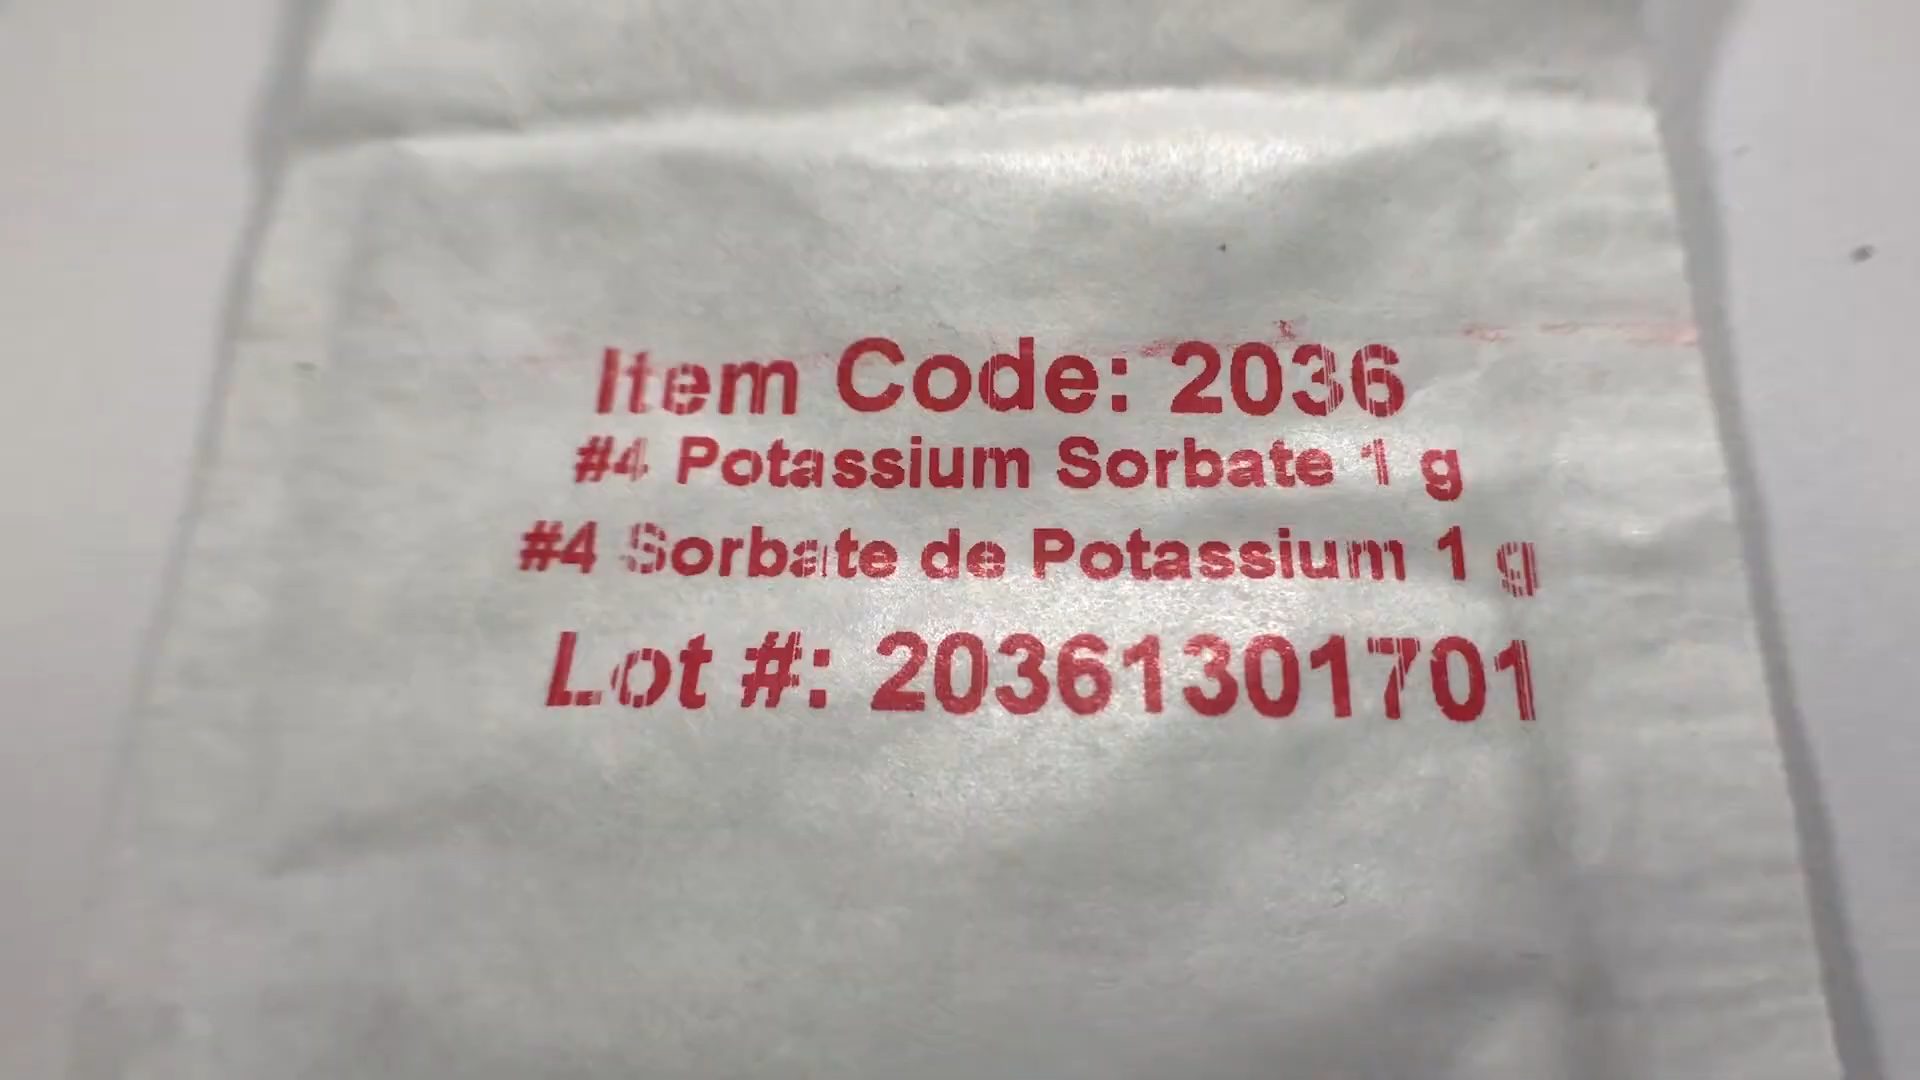 Item Code: 2036
#4 Potassium Sorbate 1 g
#4 Sorbate de Potassium 1 g
Lot #: 20361301701